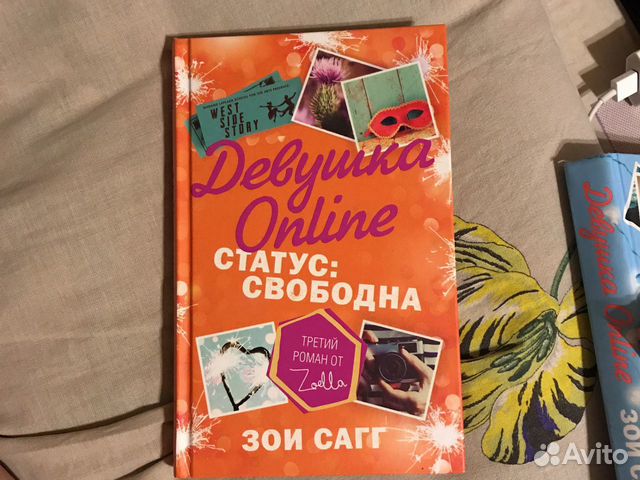 WEST
SIDE
STORY
Девушка
Online
СТАТУС:
СВОБОДНА
ТРЕТИЙ
РОМАН ОТ
Zoella
ЗОИ САГГ
Девушка Online
ЗОИ С
Avito